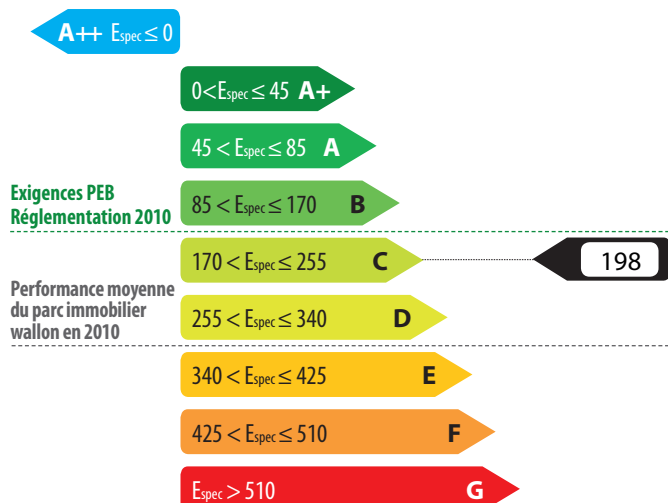 A++ Espec ≤ 0
0<Espec ≤ 45 A+
45 < Espec ≤ 85 A
Exigences PEB
Réglementation 2010
85 < Espec ≤ 170 B
170 < Espec ≤ 255 C
198
Performance moyenne
du parc immobilier
wallon en 2010
255 < Espec ≤ 340 D
340 < Espec ≤ 425 E
425 < Espec ≤ 510 F
Espec > 510 G